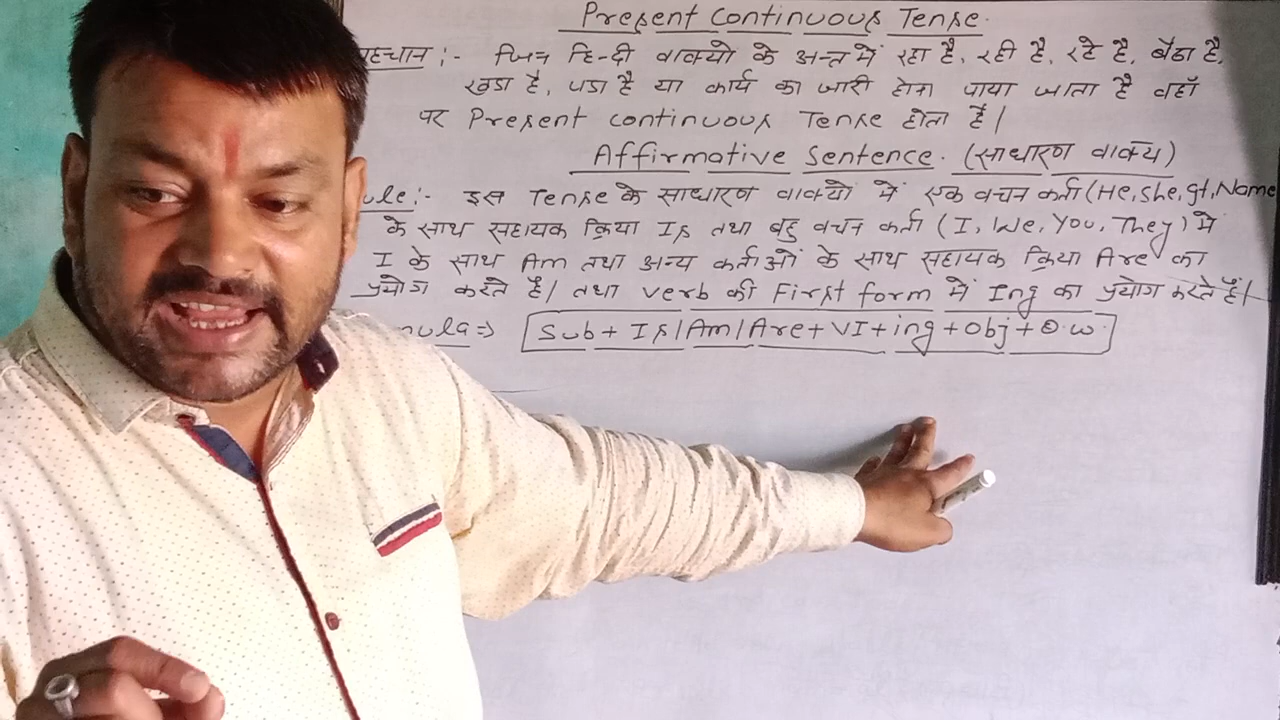 Present Continuous Tense.
पहचान :- जिन हिन्दी वाक्यो के अन्त में रहा है, रही है, रहे है, बैठा है,
खडा है, पडा है या कार्य का जारी होना पाया जाता है वहाँ
पर Present continuous Tense होता है।
Affirmative Sentence. (साधारण वाक्य)
ule:- इस Tense के साधारण वाक्यों में एक वचन कर्ता (He, She, It, Name
के साथ सहायक क्रिया Is तथा बहु वचन कर्ता (I, We, You, They) में
I के साथ Am तथा अन्य कर्ताओं के साथ सहायक क्रिया Are का
प्रयोग करते है। तथा verb की First form में Ing का प्रयोग करते हैं।
mula=> Sub + Is/Am/Are + VI + ing + Obj + O.w.